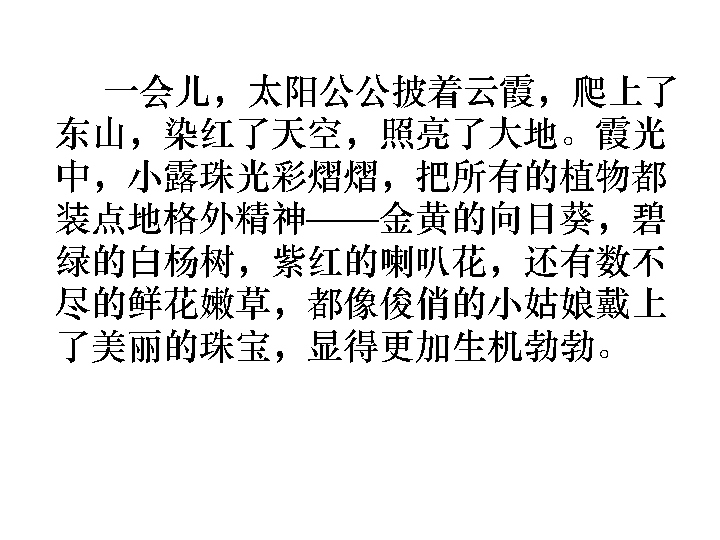 一会儿，太阳公公披着云霞，爬上了
东山，染红了天空，照亮了大地。霞光
中，小露珠光彩熠熠，把所有的植物都
装点地格外精神——金黄的向日葵，碧
绿的白杨树，紫红的喇叭花，还有数不
尽的鲜花嫩草，都像俊俏的小姑娘戴上
了美丽的珠宝，显得更加生机勃勃。